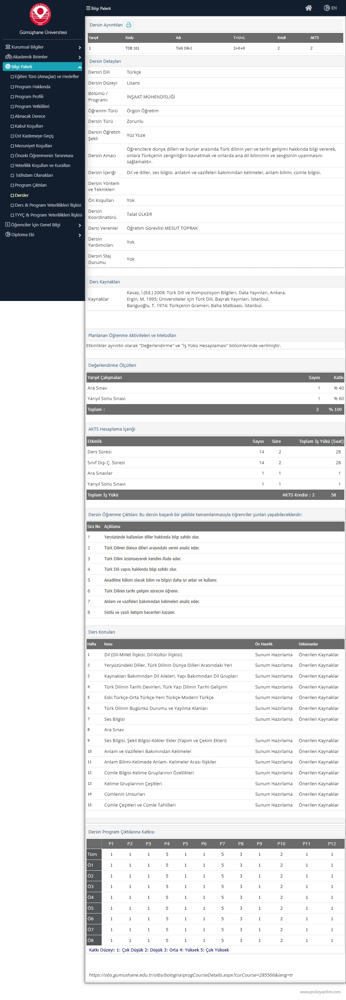 GÜMÜŞHANE ÜNİVERSİTESİ
2008
Gümüşhane Üniversitesi
Kurumsal Bilgiler
Akademik Birimler
Bilgi Paketi
Eğitim Türü (Amaçlar) ve Hedefler
Program Hakkında
Program Profili
Program Yetkilileri
Alınacak Derece
Kabul Koşulları
Üst Kademeye Geçiş
Mezuniyet Koşulları
Önceki Öğrenmenin Tanınması
Yeterlilik Koşulları ve Kuralları
İstihdam Olanakları
Program Çıktıları
Dersler
Ders & Program Yeterlilikleri İlişkisi
TYYÇ & Program Yeterlilikleri İlişkisi
Öğrenciler İçin Genel Bilgi
Diploma Eki
Bilgi Paketi EN
Dersin Ayrıntıları
Yarıyıl Kodu Adı T+U+L Kredi AKTS
1 TDB 101 Türk Dili-I 2+0+0 2 2
Dersin Detayları
Dersin Dili Türkçe
Dersin Düzeyi Lisans
Bölümü / Programı İNŞAAT MÜHENDİSLİĞİ
Öğrenim Türü Örgün Öğretim
Dersin Türü Zorunlu
Dersin Öğretim Şekli Yüz Yüze
Dersin Amacı Öğrencilere dünya dilleri ve bunlar arasında Türk dilinin yeri ve tarihi gelişimi hakkında bilgi vererek,
onlara Türkçenin zenginliğini kavratmak ve onlarda ana dil bilincinin ve sevgisinin uyanmasını
sağlamaktır.
Dersin İçeriği Dil ve diller, ses bilgisi, anlatım ve vazifeleri bakımından kelimeler, anlam bilimi, cümle bilgisi.
Dersin Yöntem
ve Teknikleri
Ön Koşulları Yok
Dersin Koordinatörü Talat ÜLKER
Dersi Verenler Öğretim Görevlisi MESUT TOPRAK
Dersin Yardımcıları Yok
Dersin Staj Durumu Yok
Ders Kaynakları
Kaynaklar Kavaz, İ.(Ed.) 2009; Türk Dili ve Kompozisyon Bilgileri, Data Yayınları, Ankara.
Ergin, M. 1995; Üniversiteler için Türk Dili, Bayrak Yayınları, İstanbul.
Banguoğlu, T. 1974; Türkçenin Grameri, Baha Matbaası, İstanbul.
Planlanan Öğrenme Aktiviteleri ve Metodları
Etkinlikler ayrıntılı olarak "Değerlendirme" ve "İş Yükü Hesaplaması" bölümlerinde verilmiştir.
Değerlendirme Ölçütleri
Yarıyıl Çalışmaları Sayısı Katkı
Ara Sınav 1 % 40
Yarıyıl Sonu Sınavı 1 % 60
Toplam : 2 % 100
AKTS Hesaplama İçeriği
Etkinlik Sayısı Süre Toplam İş Yükü (Saat)
Ders Süresi 14 2 28
Sınıf Dışı Ç. Süresi 14 2 28
Ara Sınavlar 1 1 1
Yarıyıl Sonu Sınavı 1 1 1
Toplam İş Yükü AKTS Kredisi : 2 58
Dersin Öğrenme Çıktıları: Bu dersin başarılı bir şekilde tamamlanmasıyla öğrenciler şunları yapabileceklerdir:
Sıra No Açıklama
1 Yeryüzünde kullanılan diller hakkında bilgi sahibi olur.
2 Türk Dilinin dünya dilleri arasındaki yerini analiz eder.
3 Türk Dilini özümseyerek kendini ifade eder.
4 Türk Dili yapısı hakkında bilgi sahibi olur.
5 Anadiline hâkim olarak bilim ve bilgiyi daha iyi anlar ve kullanır.
6 Türk Dilinin tarihi gelişim sürecini öğrenir.
7 Anlam ve vazifeleri bakımından kelimeleri analiz eder.
8 Sözlü ve yazılı iletişim becerileri kazanır.
Ders Konuları
Hafta Konu Ön Hazırlık Dökümanlar
1 Dil (Dil-Millet İlişkisi, Dil-Kültür İlişkisi) Sunum Hazırlama Önerilen Kaynaklar
2 Yeryüzündeki Diller, Türk Dilinin Dünya Dilleri Arasındaki Yeri Sunum Hazırlama Önerilen Kaynaklar
3 Kaynakları Bakımından Dil Aileleri, Yapı Bakımından Dil Grupları Sunum Hazırlama Önerilen Kaynaklar
4 Türk Dilinin Tarihi Devirleri, Türk Yazı Dilinin Tarihi Gelişimi Sunum Hazırlama Önerilen Kaynaklar
5 Eski Türkçe-Orta Türkçe-Yeni Türkçe-Modern Türkçe Sunum Hazırlama Önerilen Kaynaklar
6 Türk Dilinin Bugünkü Durumu ve Yayılma Alanları Sunum Hazırlama Önerilen Kaynaklar
7 Ses Bilgisi Sunum Hazırlama Önerilen Kaynaklar
8 Ara Sınav
9 Ses Bilgisi, Şekil Bilgisi-Kökler Ekler (Yapım ve Çekim Ekleri) Sunum Hazırlama Önerilen Kaynaklar
10 Anlam ve Vazifeleri Bakımından Kelimeler Sunum Hazırlama Önerilen Kaynaklar
11 Anlam Bilimi-Kelimede Anlam- Kelimeler Arası İlişkiler Sunum Hazırlama Önerilen Kaynaklar
12 Cümle Bilgisi-Kelime Gruplarının Özellikleri Sunum Hazırlama Önerilen Kaynaklar
13 Kelime Gruplarının Çeşitleri Sunum Hazırlama Önerilen Kaynaklar
14 Cümlenin Unsurları Sunum Hazırlama Önerilen Kaynaklar
15 Cümle Çeşitleri ve Cümle Tahlilleri Sunum Hazırlama Önerilen Kaynaklar
Dersin Program Çıktılarına Katkısı
P1 P2 P3 P4 P5 P6 P7 P8 P9 P10 P11 P12
Tüm 1 1 1 5 1 1 5 3 1 2 1 1
Ö1 1 1 1 5 1 1 5 3 1 2 1 1
Ö2 1 1 1 5 1 1 5 3 1 2 1 1
Ö3 1 1 1 5 1 1 5 3 1 2 1 1
Ö4 1 1 1 5 1 1 5 3 1 2 1 1
Ö5 1 1 1 5 1 1 5 3 1 2 1 1
Ö6 1 1 1 5 1 1 5 3 1 2 1 1
Ö7 1 1 1 5 1 1 5 3 1 2 1 1
Ö8 1 1 1 5 1 1 5 3 1 2 1 1
Katkı Düzeyi: 1: Çok Düşük 2: Düşük 3: Orta 4: Yüksek 5: Çok Yüksek
https://obs.gumushane.edu.tr/oibs/bologna/progCourseDetails.aspx?curCourse=285506&lang=tr
www.prolizyazilim.com